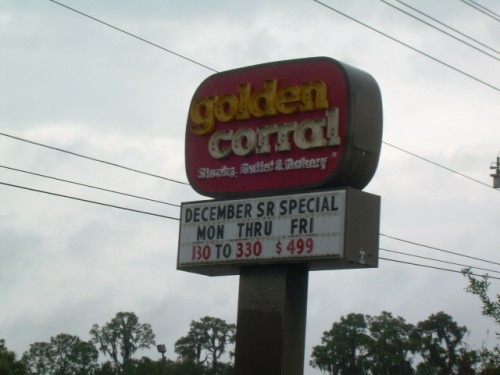 golden
corral
Steaks, Buffet & Bakery
DECEMBER SR SPECIAL
MON THRU FRI
130 TO 330 $499